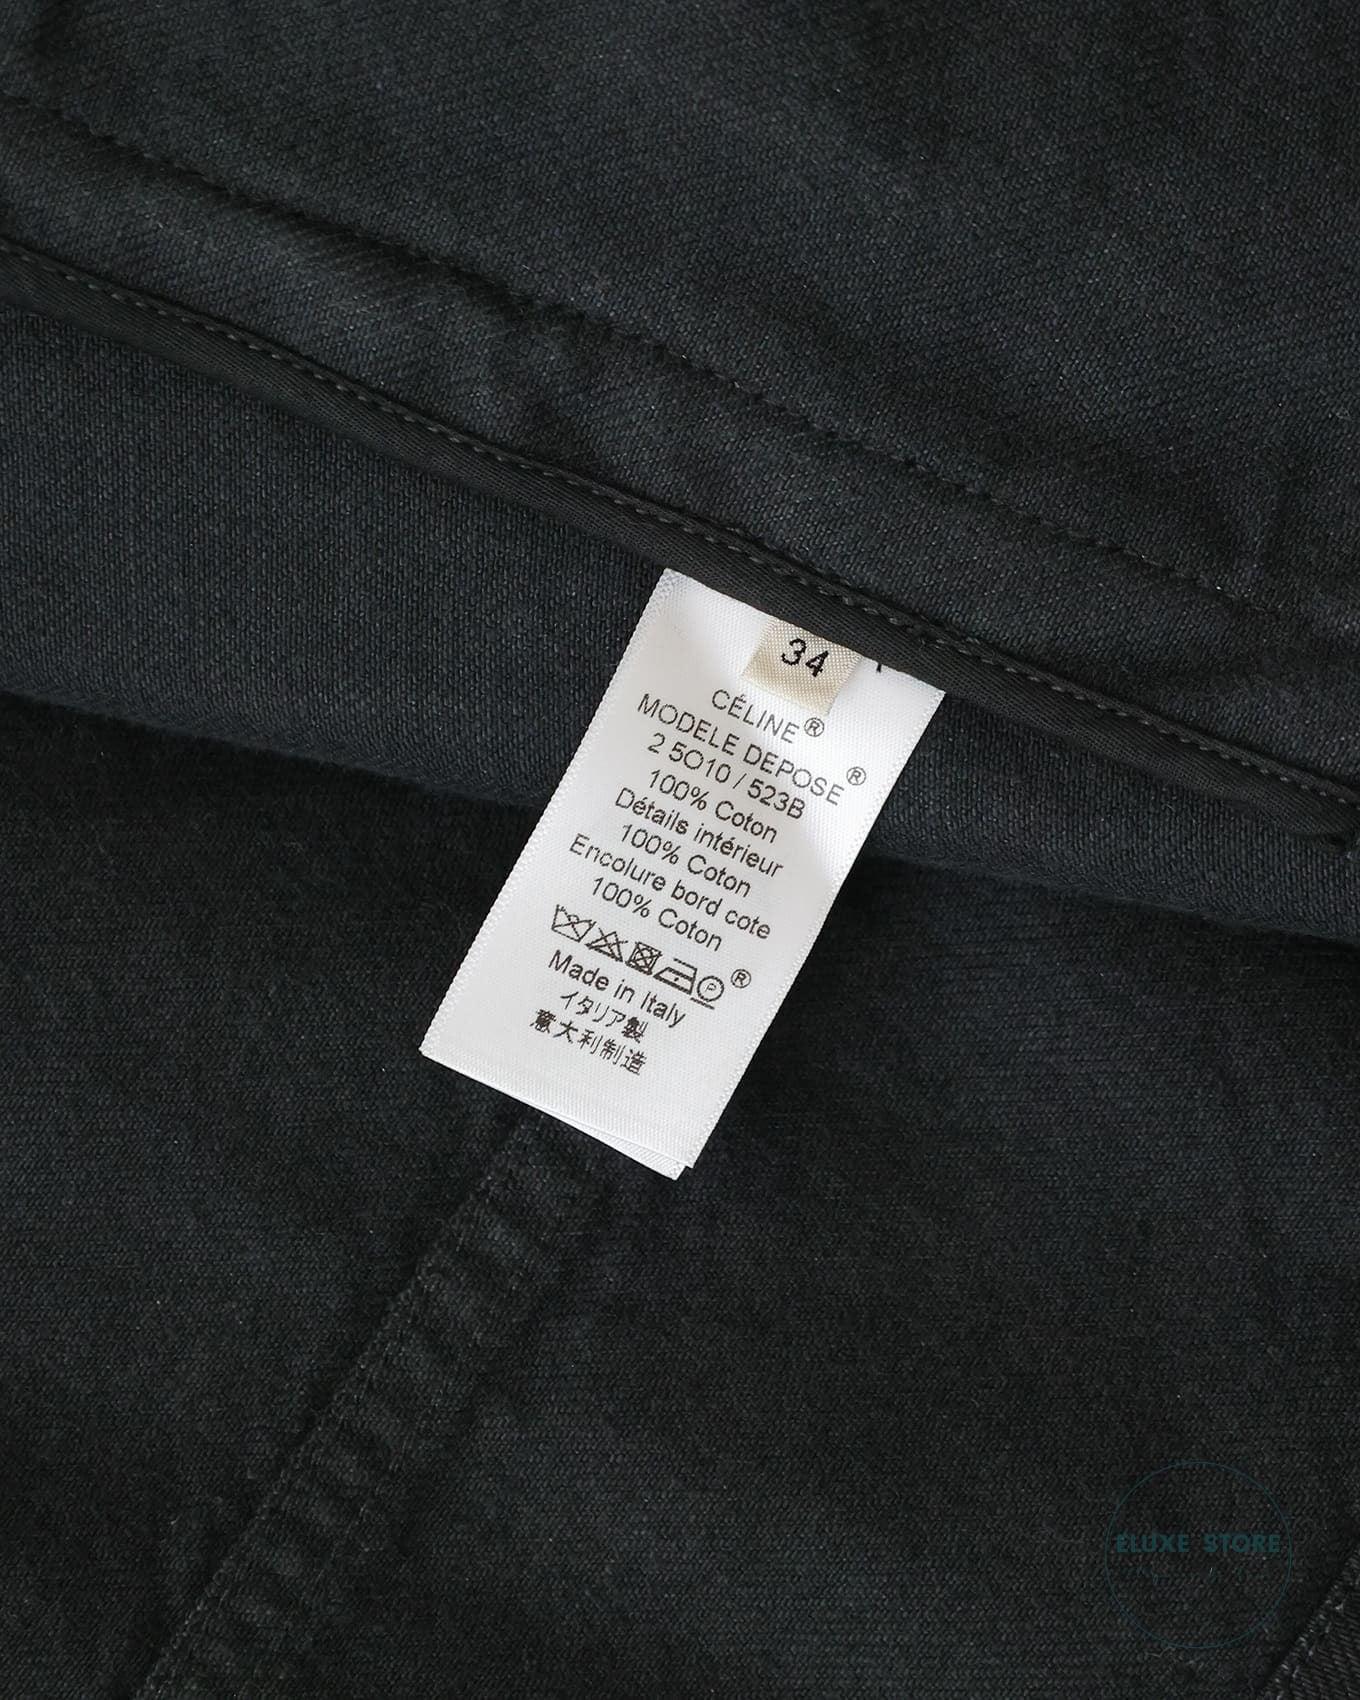 34
CÉLINE®
MODELE DEPOSE®
2 5O10 / 523B
100% Coton
Détails intérieur
100% Coton
Encolure bord cote
100% Coton
P ®
Made in Italy
イタリア製
意大利制造
ELUXE STORE